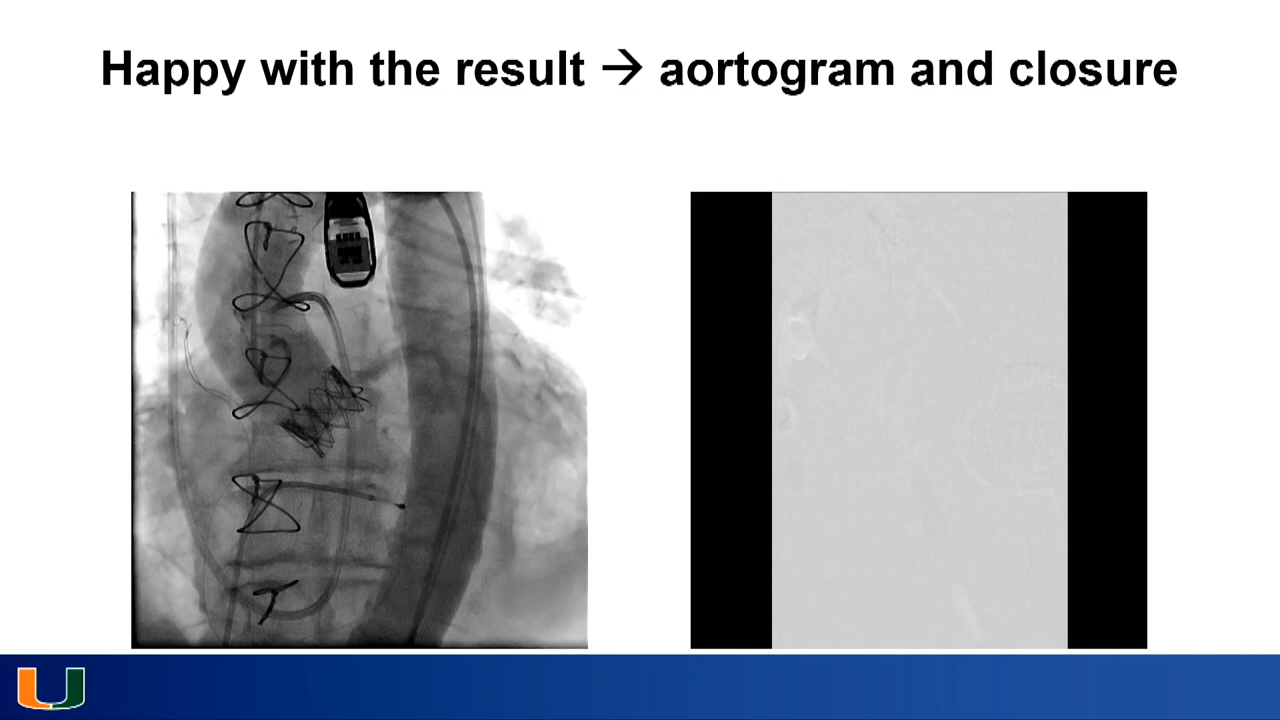 Happy with the result → aortogram and closure